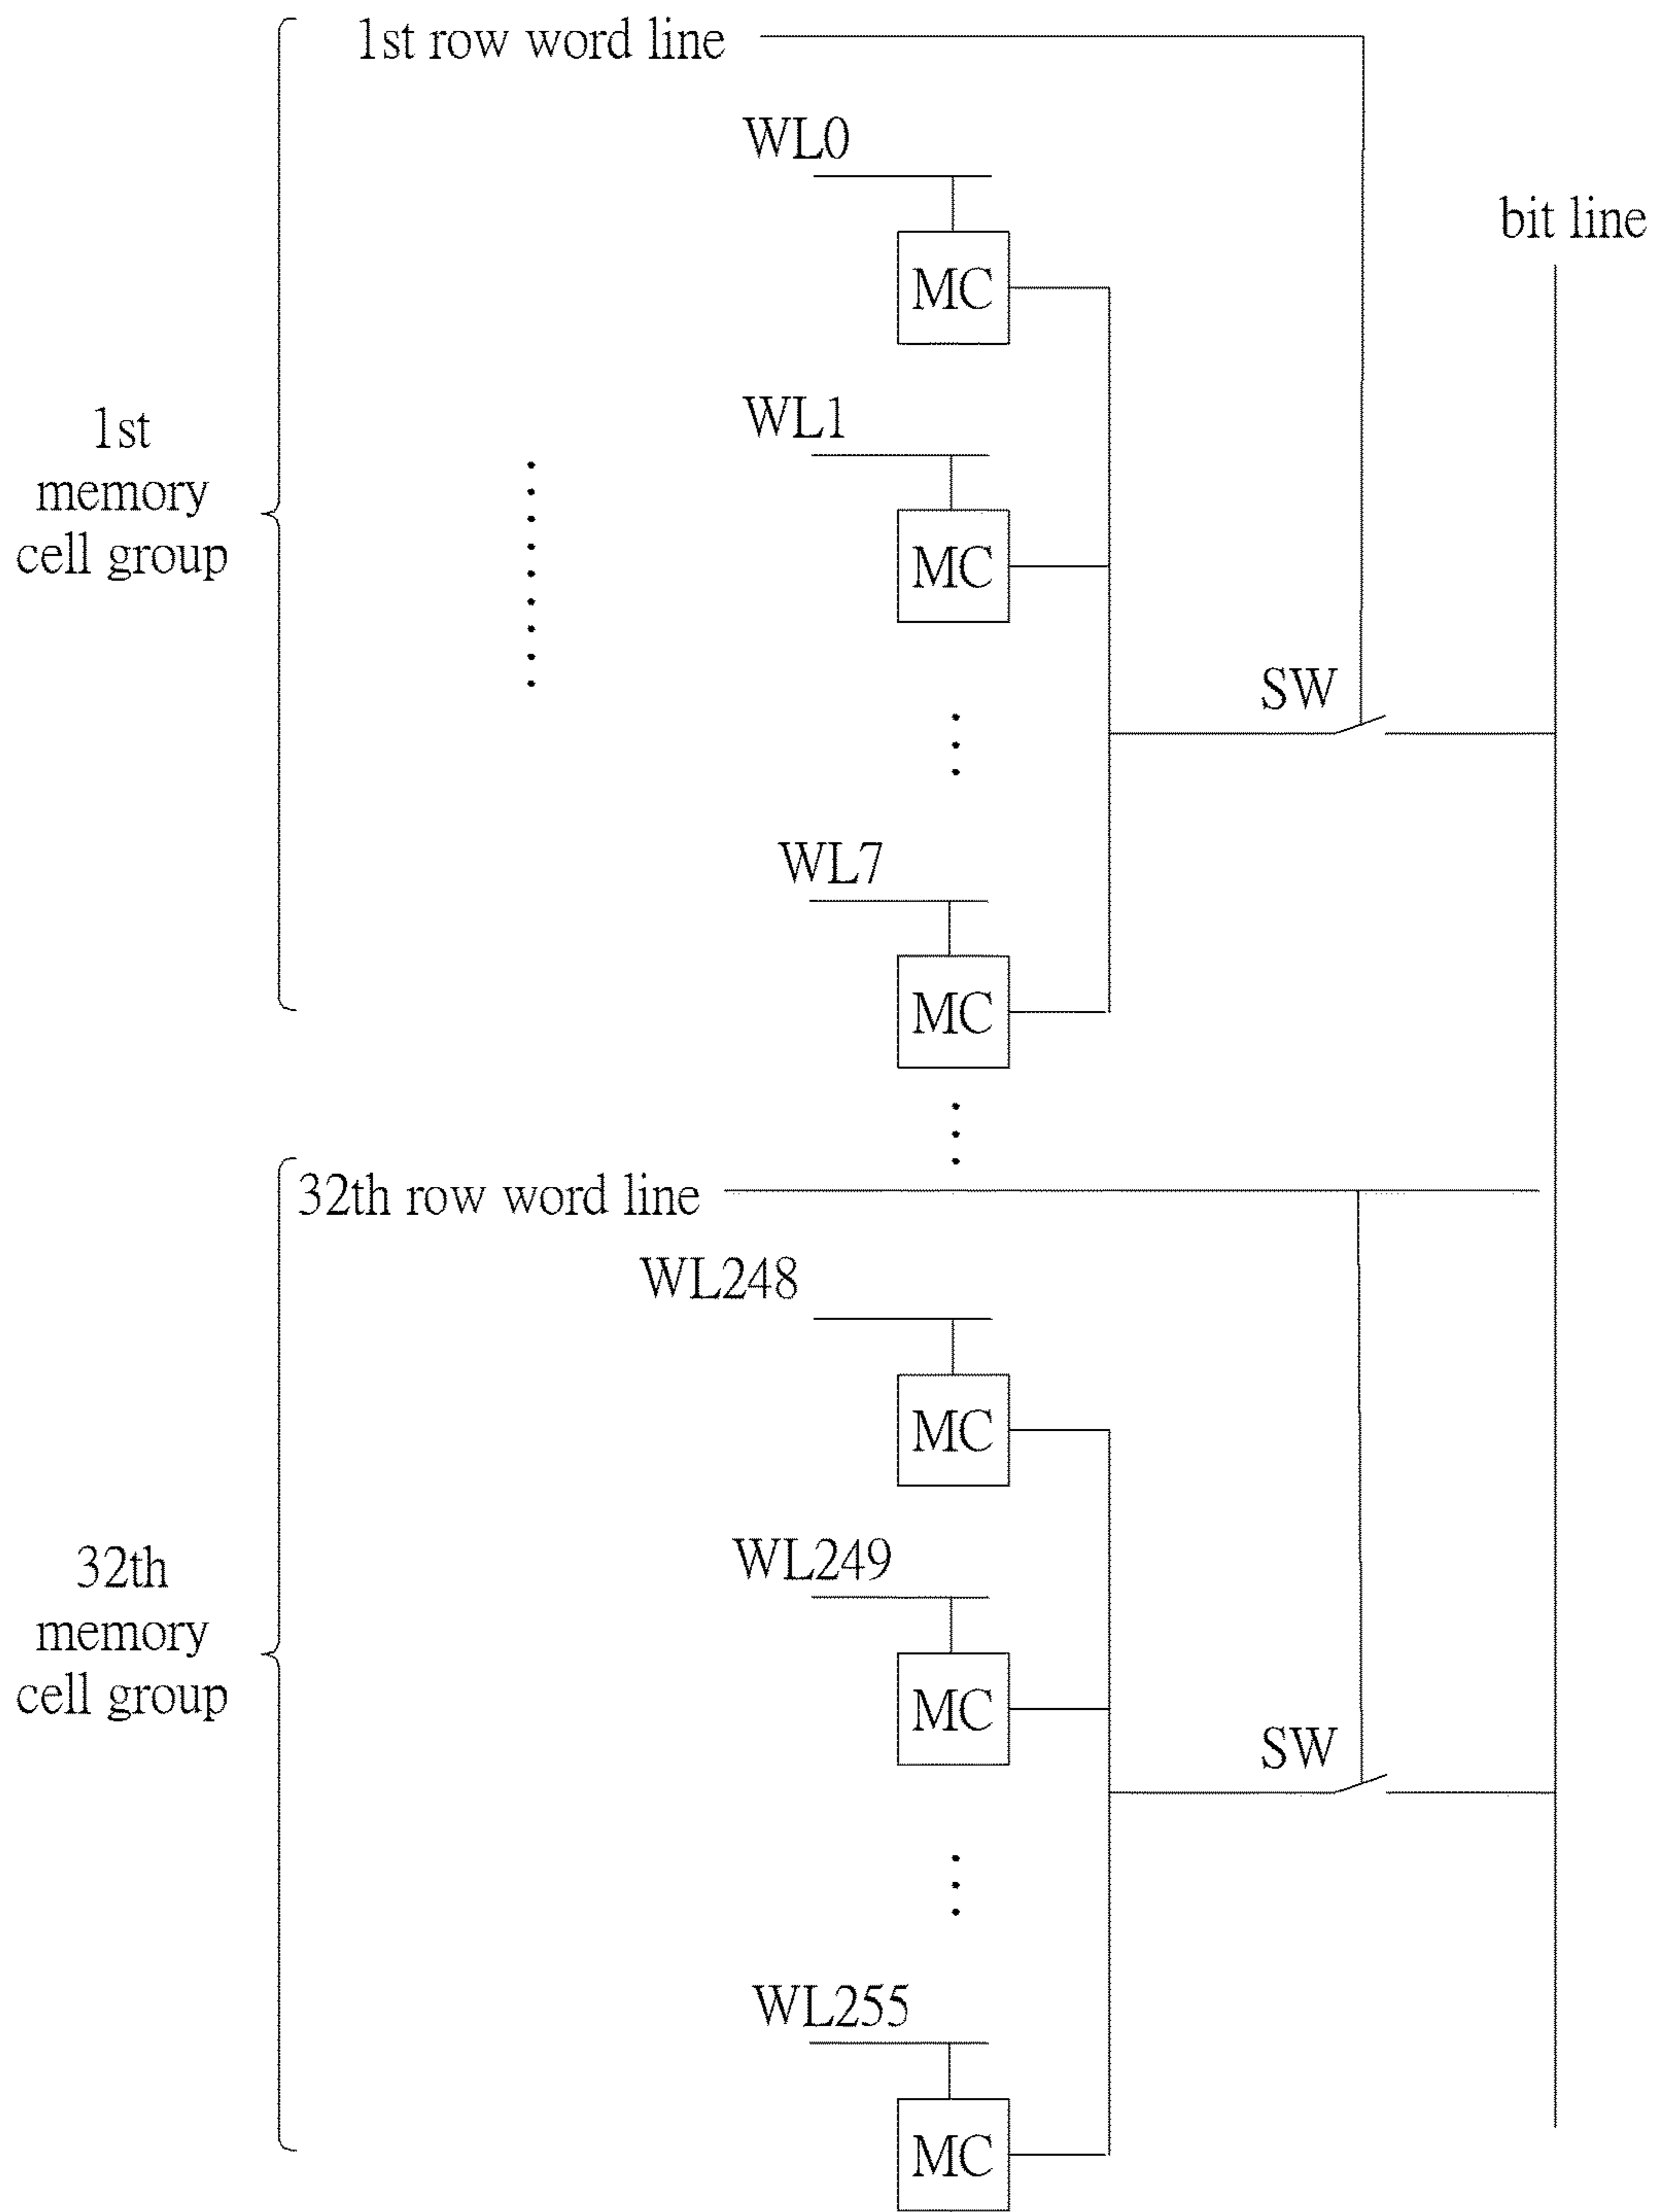 1st row word line
WL0
bit line
MC
WL1
1st
memory
cell group
MC
SW
WL7
MC
32th row word line
WL248
MC
WL249
32th
memory
cell group
MC
SW
WL255
MC